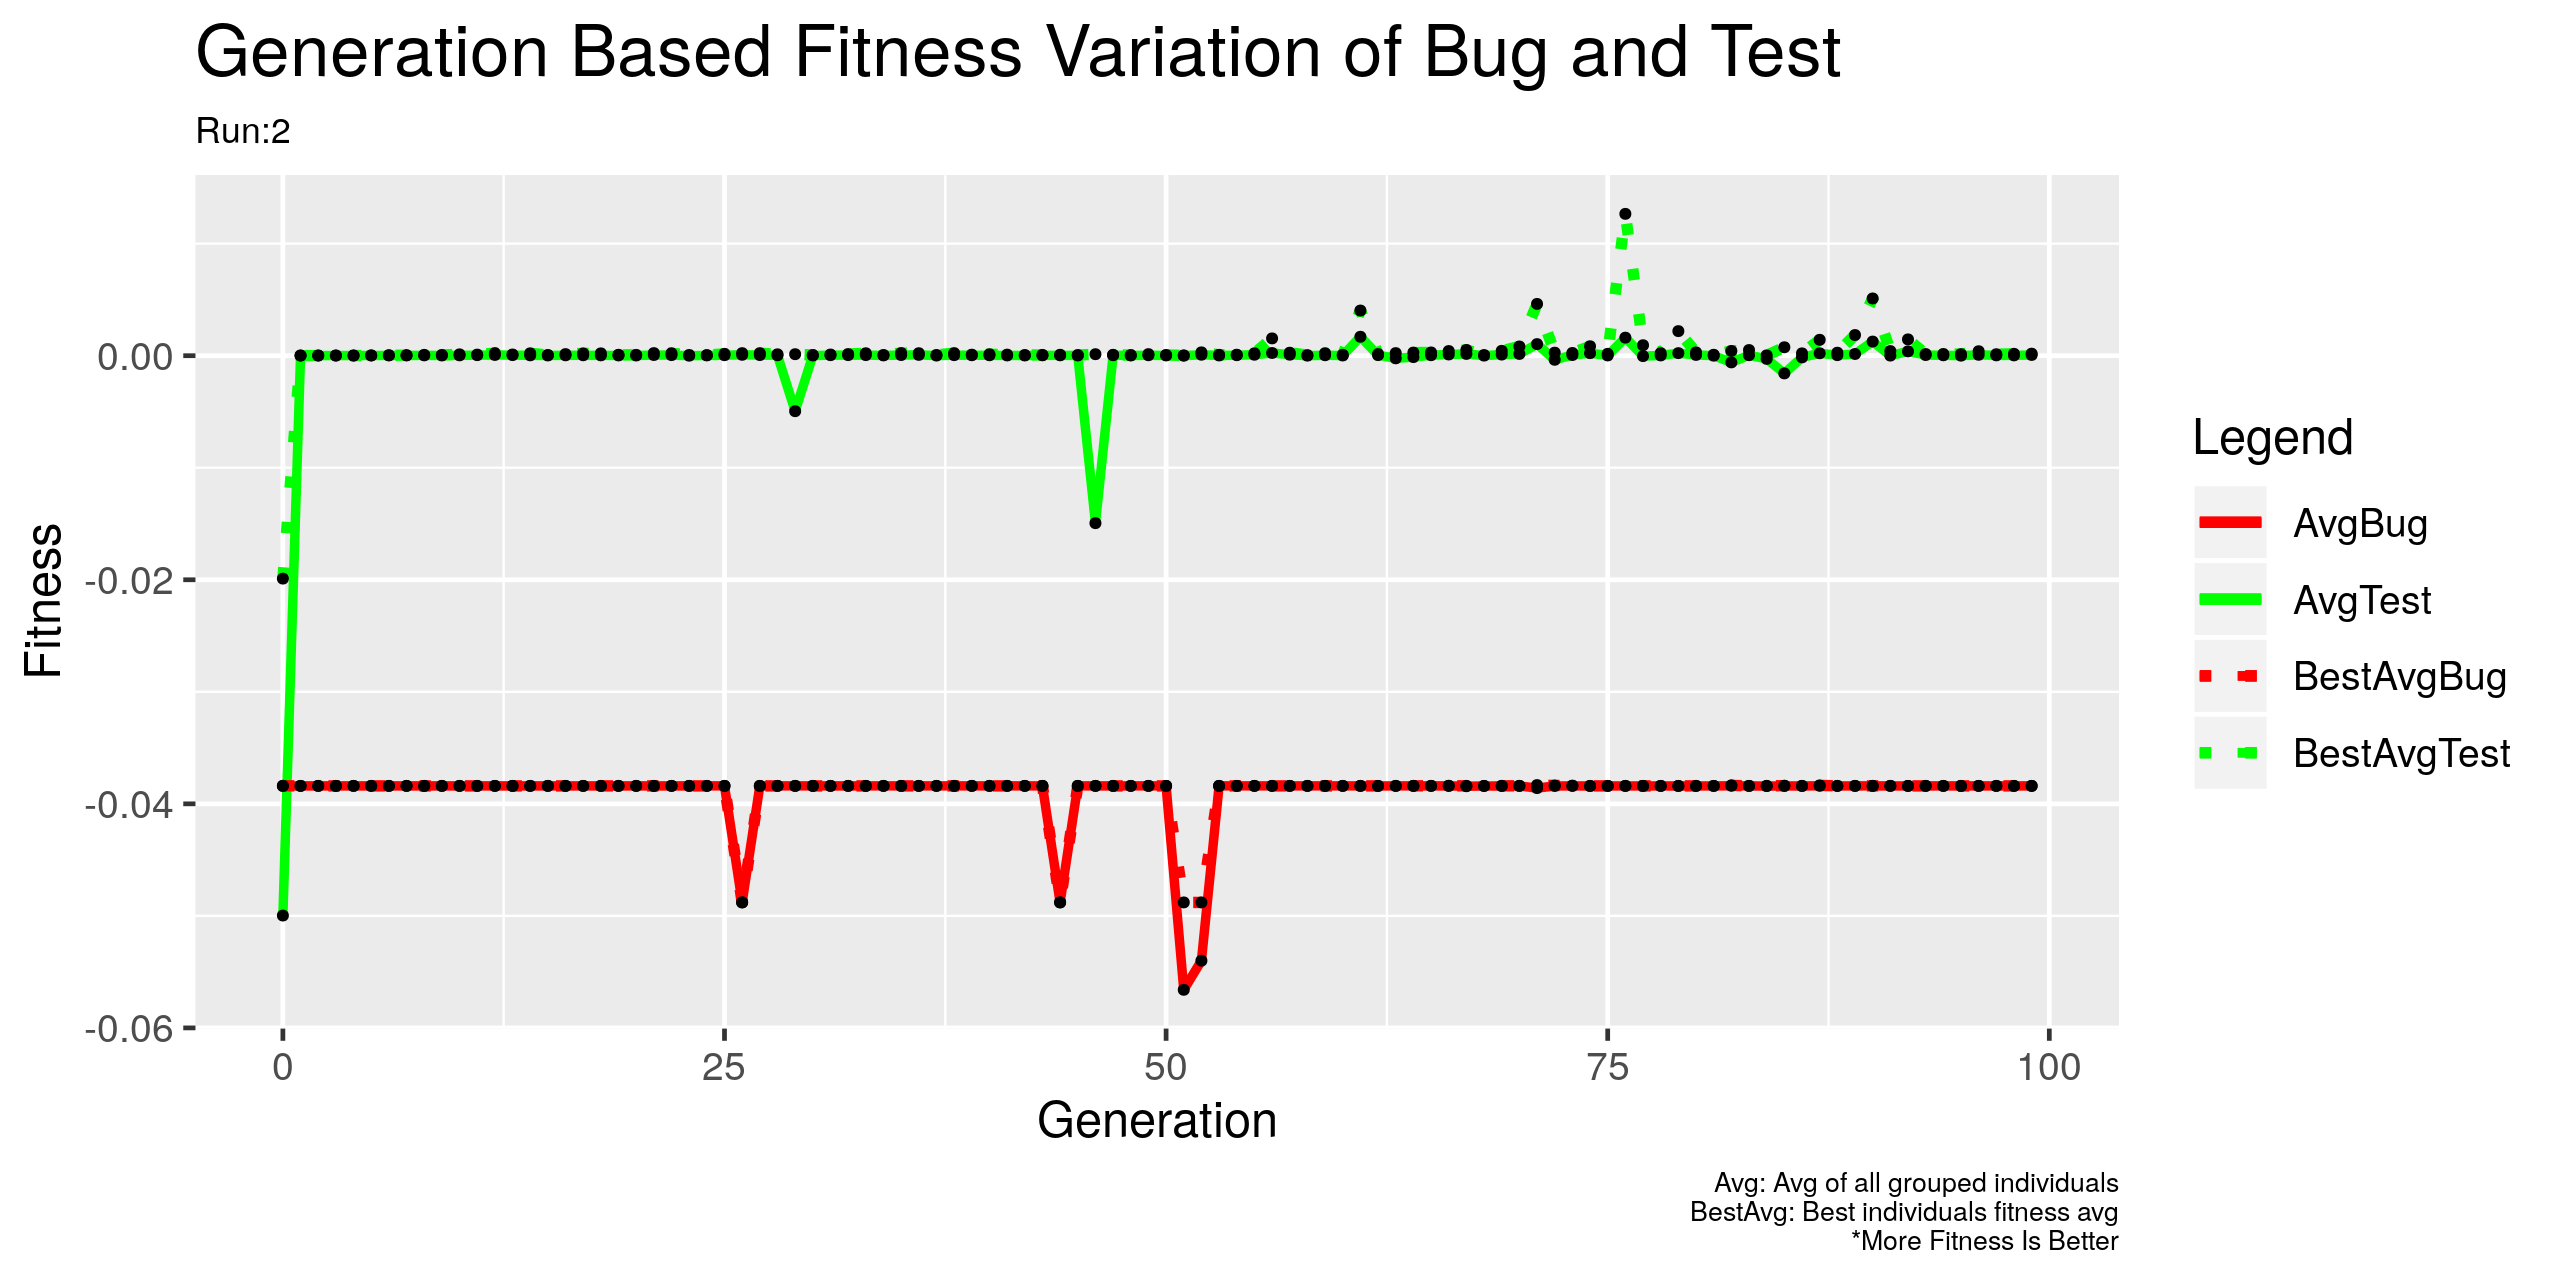 Generation Based Fitness Variation of Bug and Test
Run:2
Fitness
0.00
-0.02
-0.04
-0.06
0
25
50
75
100
Generation
Legend
AvgBug
AvgTest
BestAvgBug
BestAvgTest
Avg: Avg of all grouped individuals
BestAvg: Best individuals fitness avg
*More Fitness Is Better